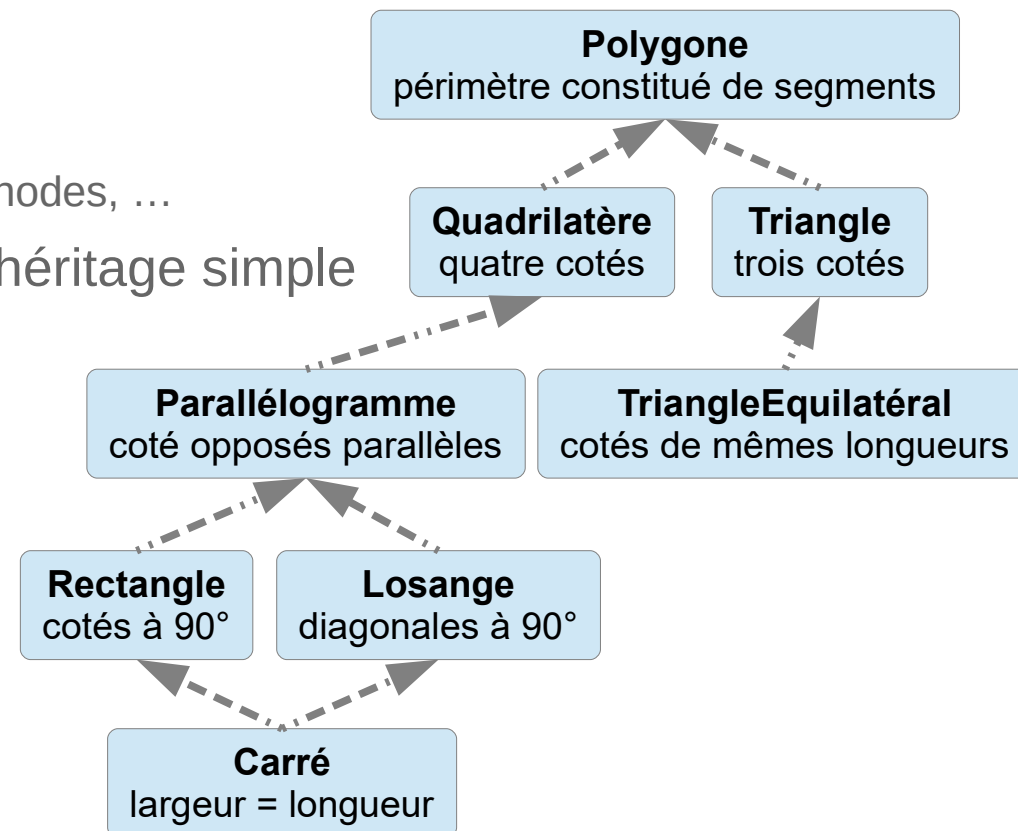 Polygone
périmètre constitué de segments
…
héritage simple
Quadrilatère
quatre cotés
Triangle
trois cotés
Parallélogramme
coté opposés parallèles
TriangleEquilatéral
cotés de mêmes longueurs
Rectangle
cotés à 90°
Losange
diagonales à 90°
Carré
largeur = longueur